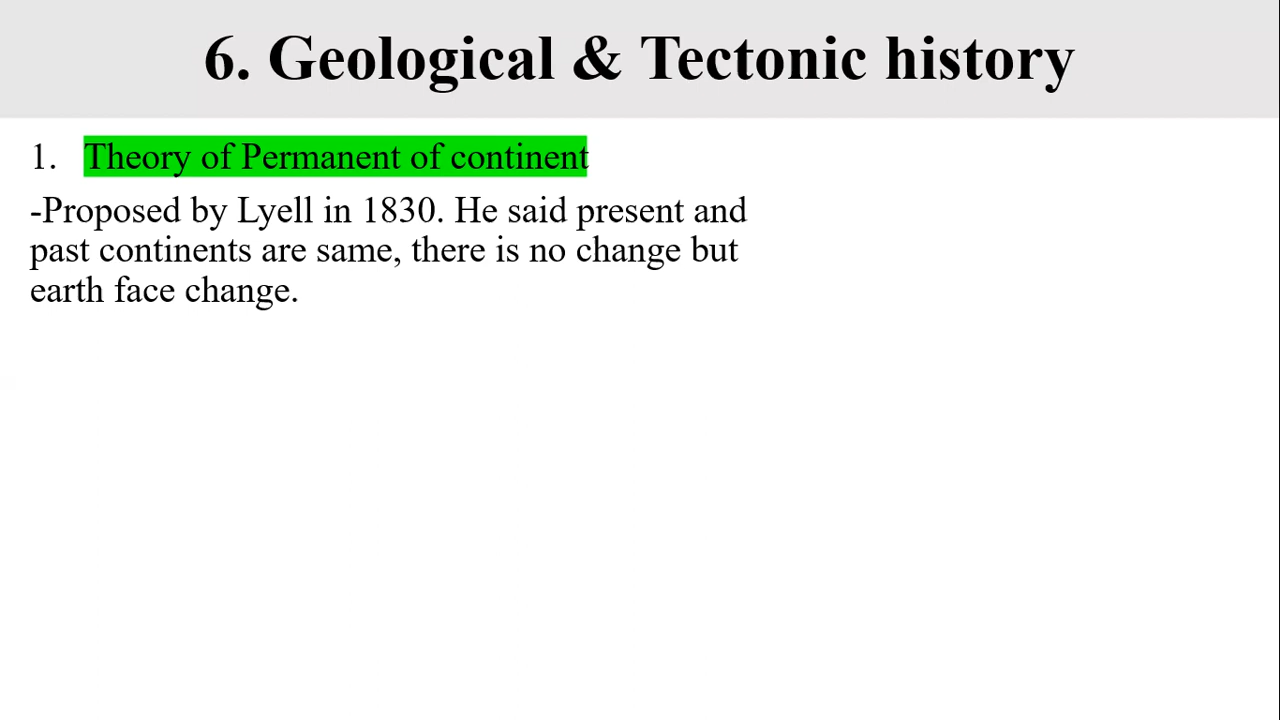 6. Geological & Tectonic history
1. Theory of Permanent of continent
-Proposed by Lyell in 1830. He said present and
past continents are same, there is no change but
earth face change.